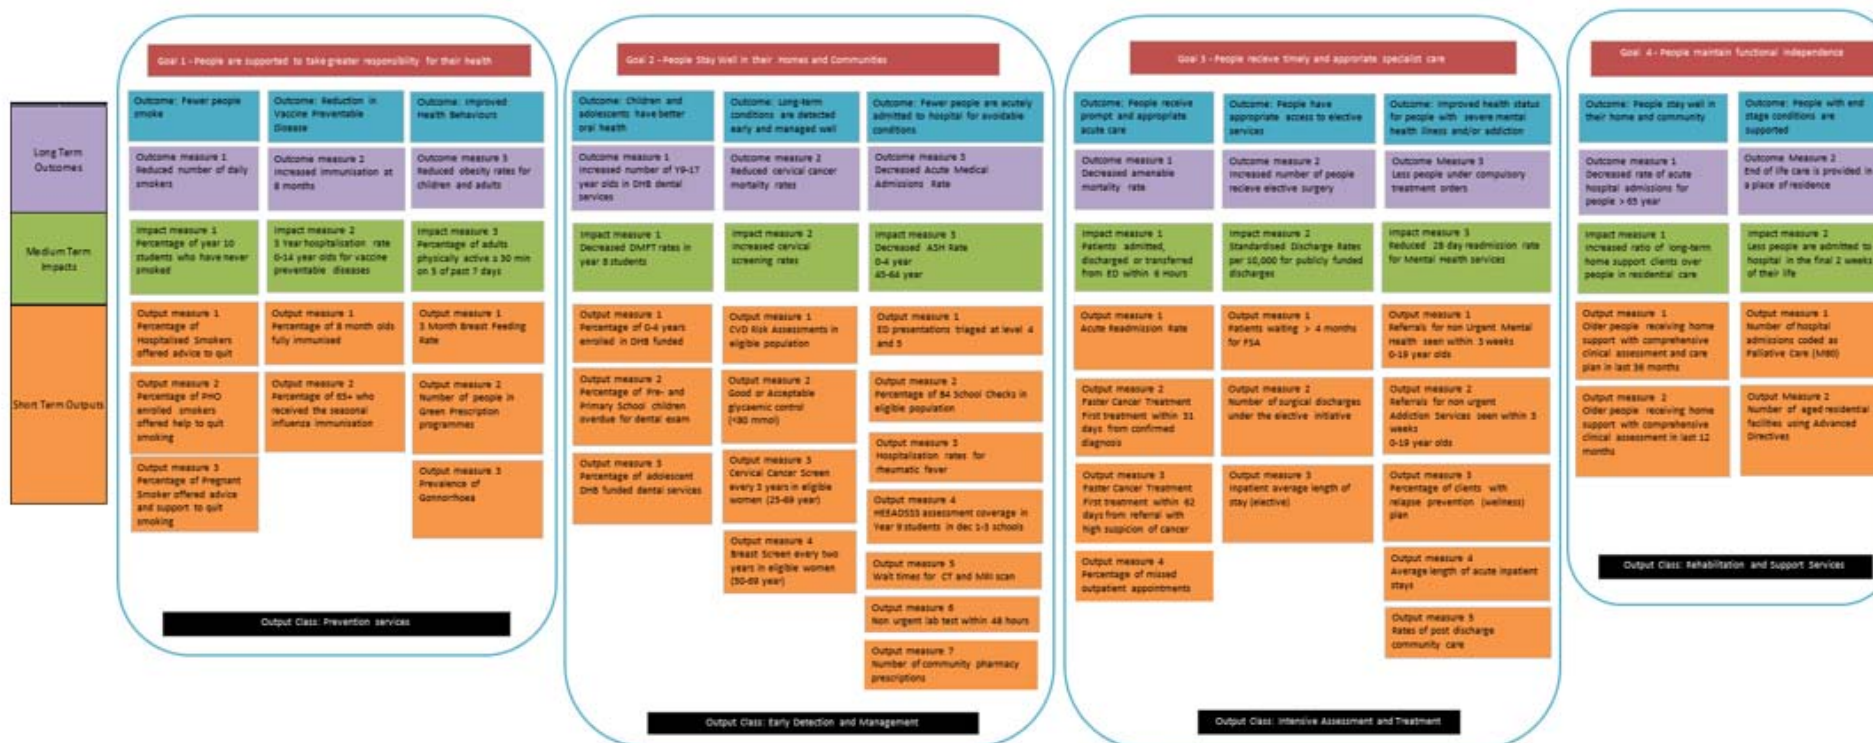 Goal 1 - People are supported to take greater responsibility for their health
Outcome: Fewer people
smoke
Outcome: Reduction in
Vaccine Preventable
Disease
Outcome: Improved
Health Behaviours
Long Term
Outcomes
Outcome measure 1
Reduced number of daily
smokers
Outcome measure 2
Increased immunisation at
8 months
Outcome measure 3
Reduced obesity rates for
children and adults
Medium Term
Impacts
Impact measure 1
Percentage of year 10
students who have never
smoked
Impact measure 2
3 Year hospitalisation rate
0-14 year olds for vaccine
preventable diseases
Impact measure 3
Percentage of adults
physically active ≥ 30 min
on 5 of past 7 days
Short Term Outputs
Output measure 1
Percentage of
Hospitalised Smokers
offered advice to quit
Output measure 2
Percentage of PHO
enrolled smokers
offered help to quit
smoking
Output measure 3
Percentage of Pregnant
Smoker offered advice
and support to quit
smoking
Output measure 1
Percentage of 8 month olds
fully immunised
Output measure 2
Percentage of 65+ who
received the seasonal
influenza immunisation
Output measure 1
3 Month Breast Feeding
Rate
Output measure 2
Number of people in
Green Prescription
programmes
Output measure 3
Prevalence of
Gonnorrhoea
Output Class: Prevention services
Goal 2 - People Stay Well in their Homes and Communities
Outcome: Children and
adolescents have better
oral health
Outcome: Long-term
conditions are detected
early and managed well
Outcome: Fewer people are acutely
admitted to hospital for avoidable
conditions
Outcome measure 1
Increased number of Y9-17
year olds in DHB dental
services
Outcome measure 2
Reduced cervical cancer
mortality rates
Outcome measure 3
Decreased Acute Medical
Admissions Rate
Impact measure 1
Decreased DMFT rates in
year 8 students
Impact measure 2
Increased cervical
screening rates
Impact measure 3
Decreased ASH Rate
0-4 year
45-64 year
Output measure 1
Percentage of 0-4 years
enrolled in DHB funded
Output measure 2
Percentage of Pre- and
Primary School children
overdue for dental exam
Output measure 3
Percentage of adolescent
DHB funded dental services
Output measure 1
CVD Risk Assessments in
eligible population
Output measure 2
Good or Acceptable
glycaemic control
(<80 mmol)
Output measure 3
Cervical Cancer Screen
every 3 years in eligible
women (25-69 year)
Output measure 4
Breast Screen every two
years in eligible women
(50-69 year)
Output measure 1
ED presentations triaged at level 4
and 5
Output measure 2
Percentage of B4 School Checks in
eligible population
Output measure 3
Hospitalisation rates for
rheumatic fever
Output measure 4
HEEADSSS assessment coverage in
Year 9 students in dec 1-3 schools
Output measure 5
Wait times for CT and MRI scan
Output measure 6
Non urgent lab test within 48 hours
Output measure 7
Number of community pharmacy
prescriptions
Output Class: Early Detection and Management
Goal 3 - People recieve timely and approriate specialist care
Outcome: People receive
prompt and appropriate
acute care
Outcome: People have
appropriate access to elective
services
Outcome: Improved health status
for people with severe mental
health illness and/or addiction
Outcome measure 1
Decreased amenable
mortality rate
Outcome measure 2
Increased number of people
recieve elective surgery
Outcome Measure 3
Less people under compulsory
treatment orders
Impact measure 1
Patients admitted,
discharged or transferred
from ED within 6 Hours
Impact measure 2
Standardised Discharge Rates
per 10,000 for publicly funded
discharges
Impact measure 3
Reduced 28 day readmission rate
for Mental Health services
Output measure 1
Acute Readmission Rate
Output measure 2
Faster Cancer Treatment
First treatment within 31
days from confirmed
diagnosis
Output measure 3
Faster Cancer Treatment
First treatment within 62
days from referral with
high suspicion of cancer
Output measure 4
Percentage of missed
outpatient appointments
Output measure 1
Patients waiting > 4 months
for FSA
Output measure 2
Number of surgical discharges
under the elective initiative
Output measure 3
Inpatient average length of
stay (elective)
Output measure 1
Referrals for non Urgent Mental
Health seen within 3 weeks
0-19 year olds
Output measure 2
Referrals for non urgent
Addiction Services seen within 3
weeks
0-19 year olds
Output measure 3
Percentage of clients with
relapse prevention (wellness)
plan
Output measure 4
Average length of acute inpatient
stays
Output measure 5
Rates of post discharge
community care
Output Class: Intensive Assessment and Treatment
Goal 4 - People maintain functional independence
Outcome: People stay well in
their home and community
Outcome: People with end
stage conditions are
supported
Outcome measure 1
Decreased rate of acute
hospital admissions for
people > 65 year
Outcome Measure 2
End of life care is provided in
a place of residence
Impact measure 1
Increased ratio of long-term
home support clients over
people in residential care
Impact measure 2
Less people are admitted to
hospital in the final 2 weeks
of their life
Output measure 1
Older people receiving home
support with comprehensive
clinical assessment and care
plan in last 36 months
Output measure 2
Older people receiving home
support with comprehensive
clinical assessment in last 12
months
Output measure 1
Number of hospital
admissions coded as
Palliative Care (M80)
Output Measure 2
Number of aged residential
facilities using Advanced
Directives
Output Class: Rehabilitation and Support Services